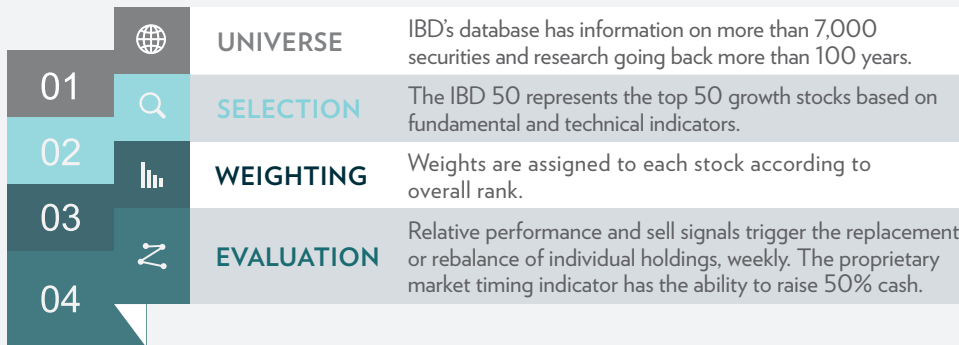 01
UNIVERSE
IBD’s database has information on more than 7,000
securities and research going back more than 100 years.
02
SELECTION
The IBD 50 represents the top 50 growth stocks based on
fundamental and technical indicators.
03
WEIGHTING
Weights are assigned to each stock according to
overall rank.
04
EVALUATION
Relative performance and sell signals trigger the replacement
or rebalance of individual holdings, weekly. The proprietary
market timing indicator has the ability to raise 50% cash.